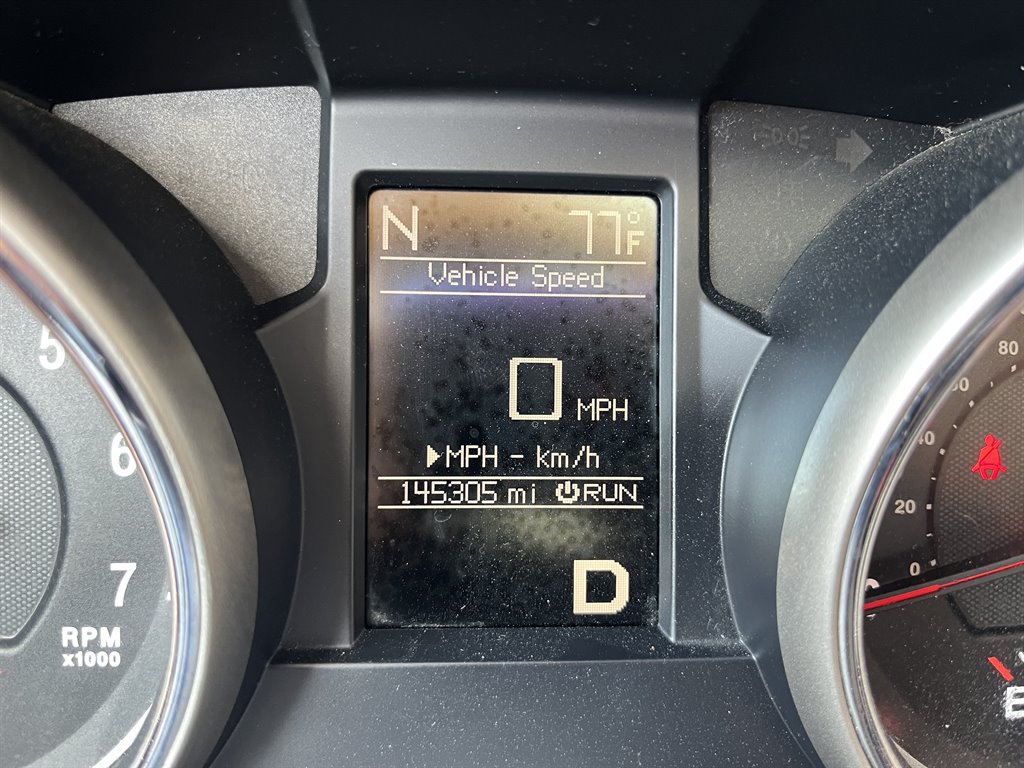 N 77°F
Vehicle Speed
0 MPH
▶MPH - km/h
145305 mi RUN
D
5
6
7
RPM
x1000
80
40
20
0
E